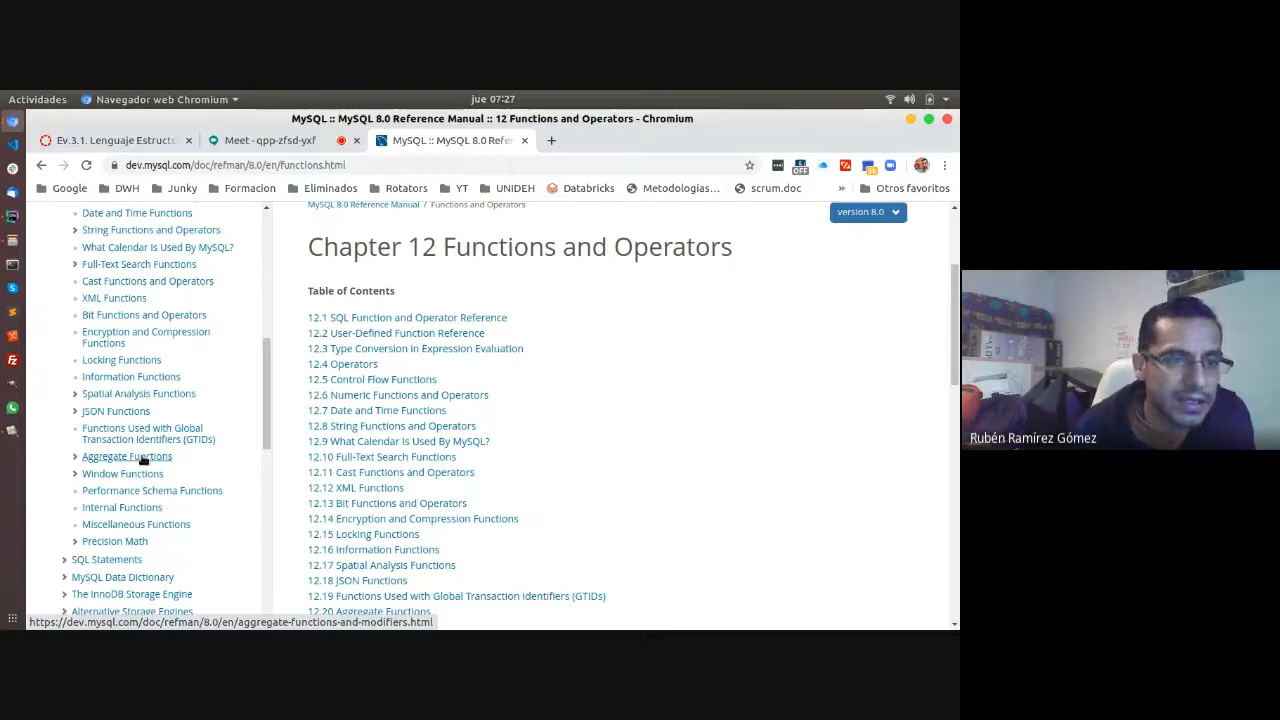 Actividades
Navegador web Chromium
jue 07:27
MySQL :: MySQL 8.0 Reference Manual :: 12 Functions and Operators - Chromium
Ev.3.1. Lenguaje Estructu
Meet - qpp-zfsd-yxf
MySQL :: MySQL 8.0 Refer
dev.mysql.com/doc/refman/8.0/en/functions.html
OFF
Google
DWH
Junky
Formacion
Eliminados
Rotators
YT
UNIDEH
Databricks
Metodologías...
scrum.doc
»
Otros favoritos
Date and Time Functions
String Functions and Operators
What Calendar Is Used By MySQL?
Full-Text Search Functions
Cast Functions and Operators
XML Functions
Bit Functions and Operators
Encryption and Compression
Functions
Locking Functions
Information Functions
Spatial Analysis Functions
JSON Functions
Functions Used with Global
Transaction Identifiers (GTIDs)
Aggregate Functions
Window Functions
Performance Schema Functions
Internal Functions
Miscellaneous Functions
Precision Math
SQL Statements
MySQL Data Dictionary
The InnoDB Storage Engine
Alternative Storage Engines
https://dev.mysql.com/doc/refman/8.0/en/aggregate-functions-and-modifiers.html
MySQL 8.0 Reference Manual / Functions and Operators
version 8.0
Chapter 12 Functions and Operators
Table of Contents
12.1 SQL Function and Operator Reference
12.2 User-Defined Function Reference
12.3 Type Conversion in Expression Evaluation
12.4 Operators
12.5 Control Flow Functions
12.6 Numeric Functions and Operators
12.7 Date and Time Functions
12.8 String Functions and Operators
12.9 What Calendar Is Used By MySQL?
12.10 Full-Text Search Functions
12.11 Cast Functions and Operators
12.12 XML Functions
12.13 Bit Functions and Operators
12.14 Encryption and Compression Functions
12.15 Locking Functions
12.16 Information Functions
12.17 Spatial Analysis Functions
12.18 JSON Functions
12.19 Functions Used with Global Transaction Identifiers (GTIDs)
12.20 Aggregate Functions
Rubén Ramírez Gómez